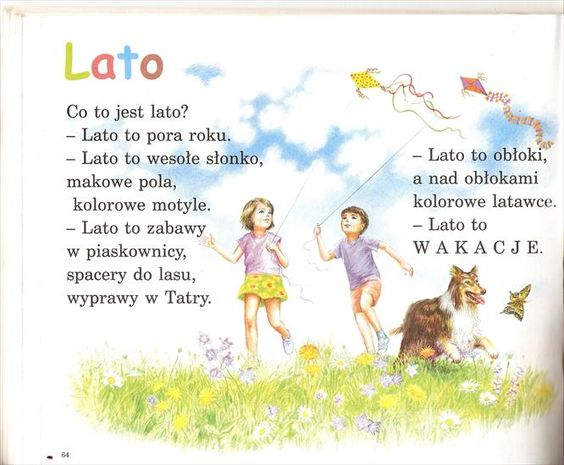 Lato
Co to jest lato?
– Lato to pora roku.
– Lato to wesołe słonko,
makowe pola,
kolorowe motyle.
– Lato to zabawy
w piaskownicy,
spacery do lasu,
wyprawy w Tatry.
– Lato to obłoki,
a nad obłokami
kolorowe latawce.
– Lato to
W A K A C J E.
64